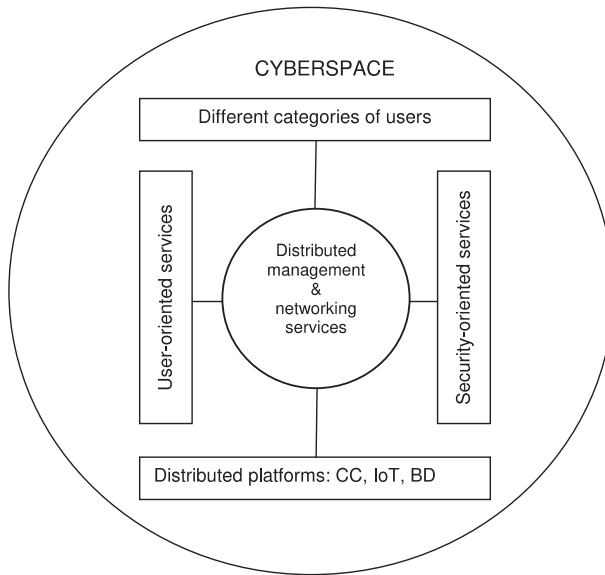 CYBERSPACE
Different categories of users
User-oriented services
Distributed
management
&
networking
services
Security-oriented services
Distributed platforms: CC, IoT, BD